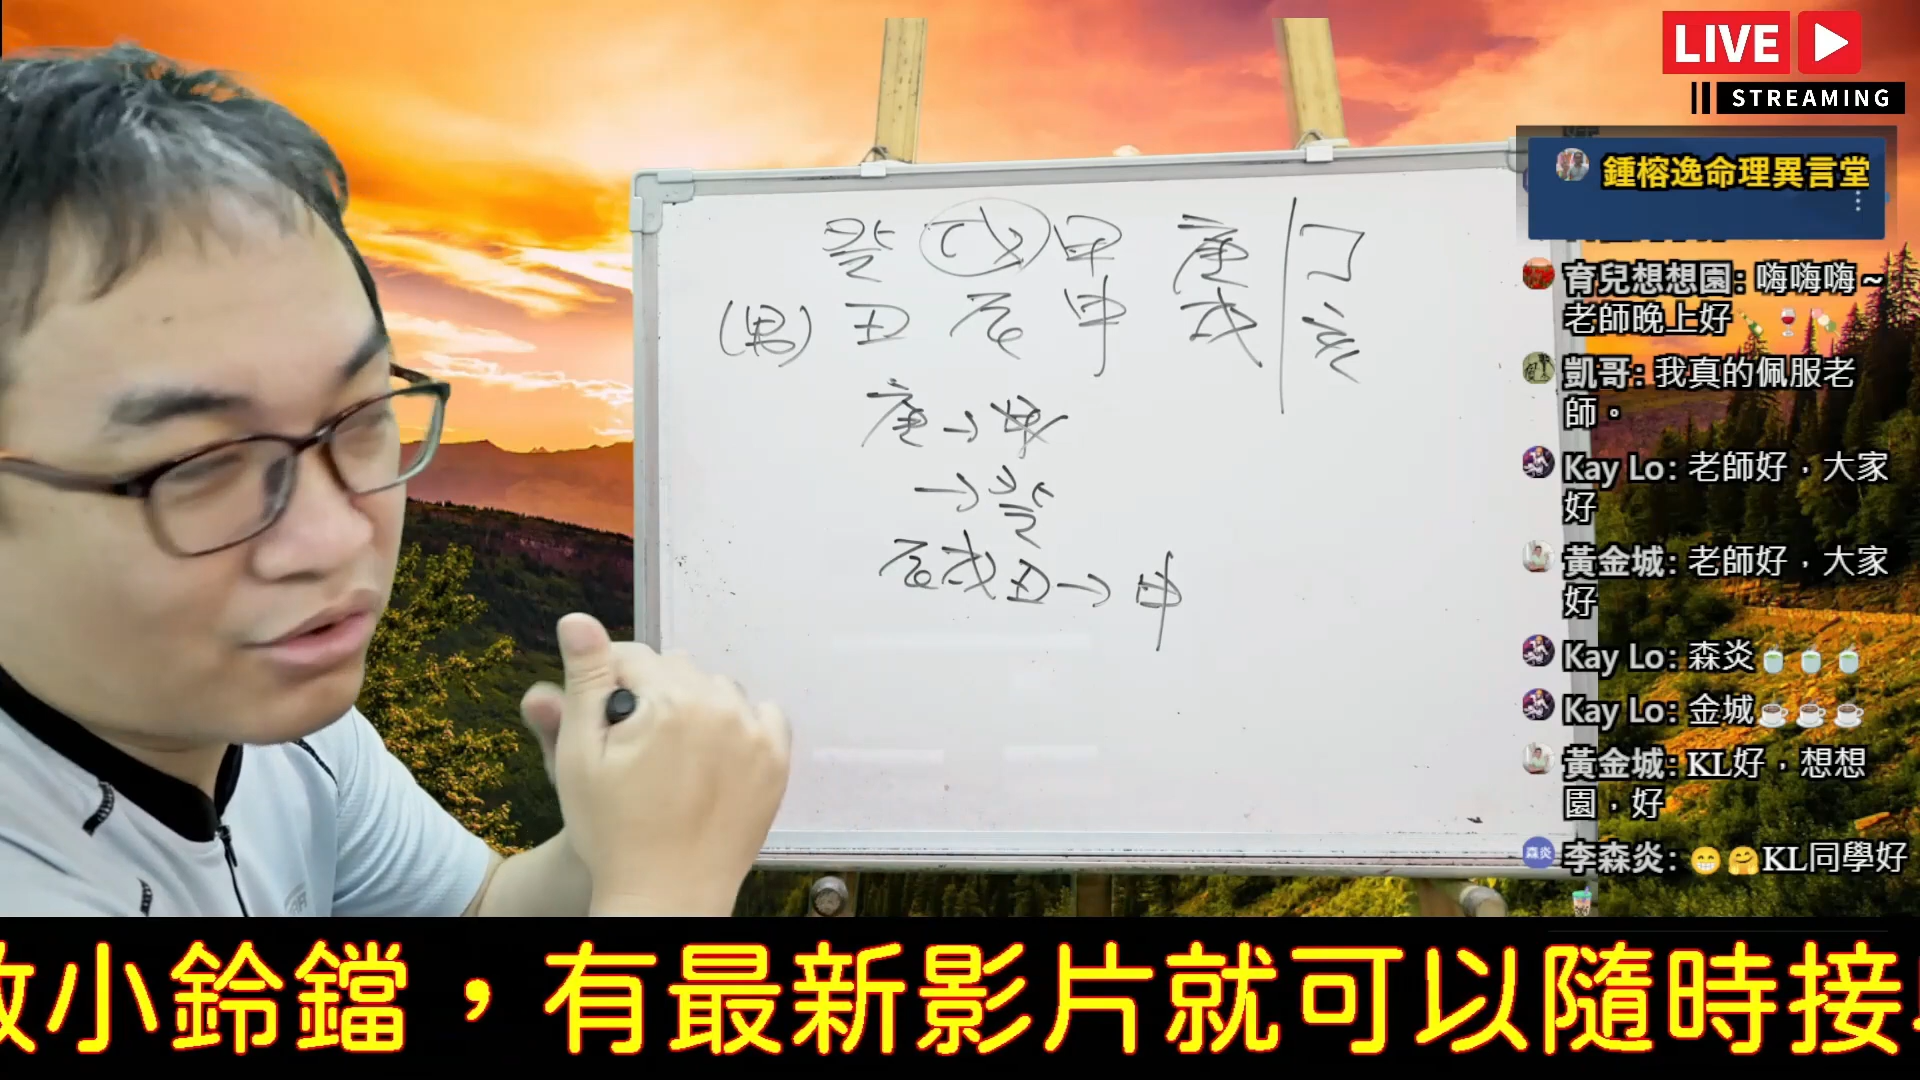 LIVE
STREAMING
鍾榕逸命理異言堂
癸戊甲庚 己
(男) 丑辰申戌 亥
庚→
→癸
辰戌丑→申
育兒想想園: 嗨嗨嗨~
老師晚上好🍾🍷🍡
凱哥: 我真的佩服老
師。
Kay Lo: 老師好，大家
好
黃金城: 老師好，大家
好
Kay Lo: 森炎🍵🍵🍵
Kay Lo: 金城☕☕☕
黃金城: KL好，想想
園，好
森炎
李森炎: 😁🤗KL同學好
🧋
小鈴鐺，有最新影片就可以隨時接